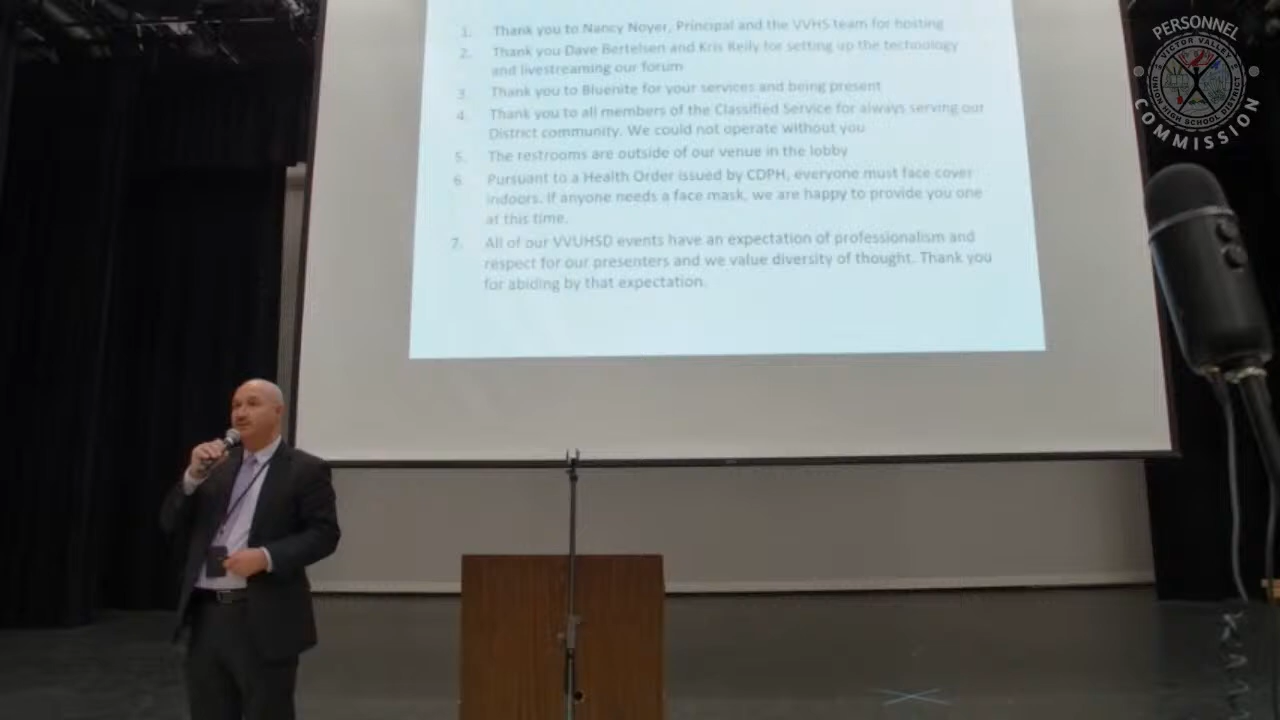 1. Thank you to Nancy Noyer, Principal and the VVHS team for hosting
2. Thank you Dave Bertelsen and Kris Reily for setting up the technology
and livestreaming our forum
3. Thank you to Bluenite for your services and being present
4. Thank you to all members of the Classified Service for always serving our
District community. We could not operate without you
5. The restrooms are outside of our venue in the lobby
6. Pursuant to a Health Order issued by CDPH, everyone must face cover
indoors. If anyone needs a face mask, we are happy to provide you one
at this time.
7. All of our VVUHSD events have an expectation of professionalism and
respect for our presenters and we value diversity of thought. Thank you
for abiding by that expectation.
PERSONNEL
VICTOR VALLEY
UNION HIGH SCHOOL DISTRICT
COMMISSION